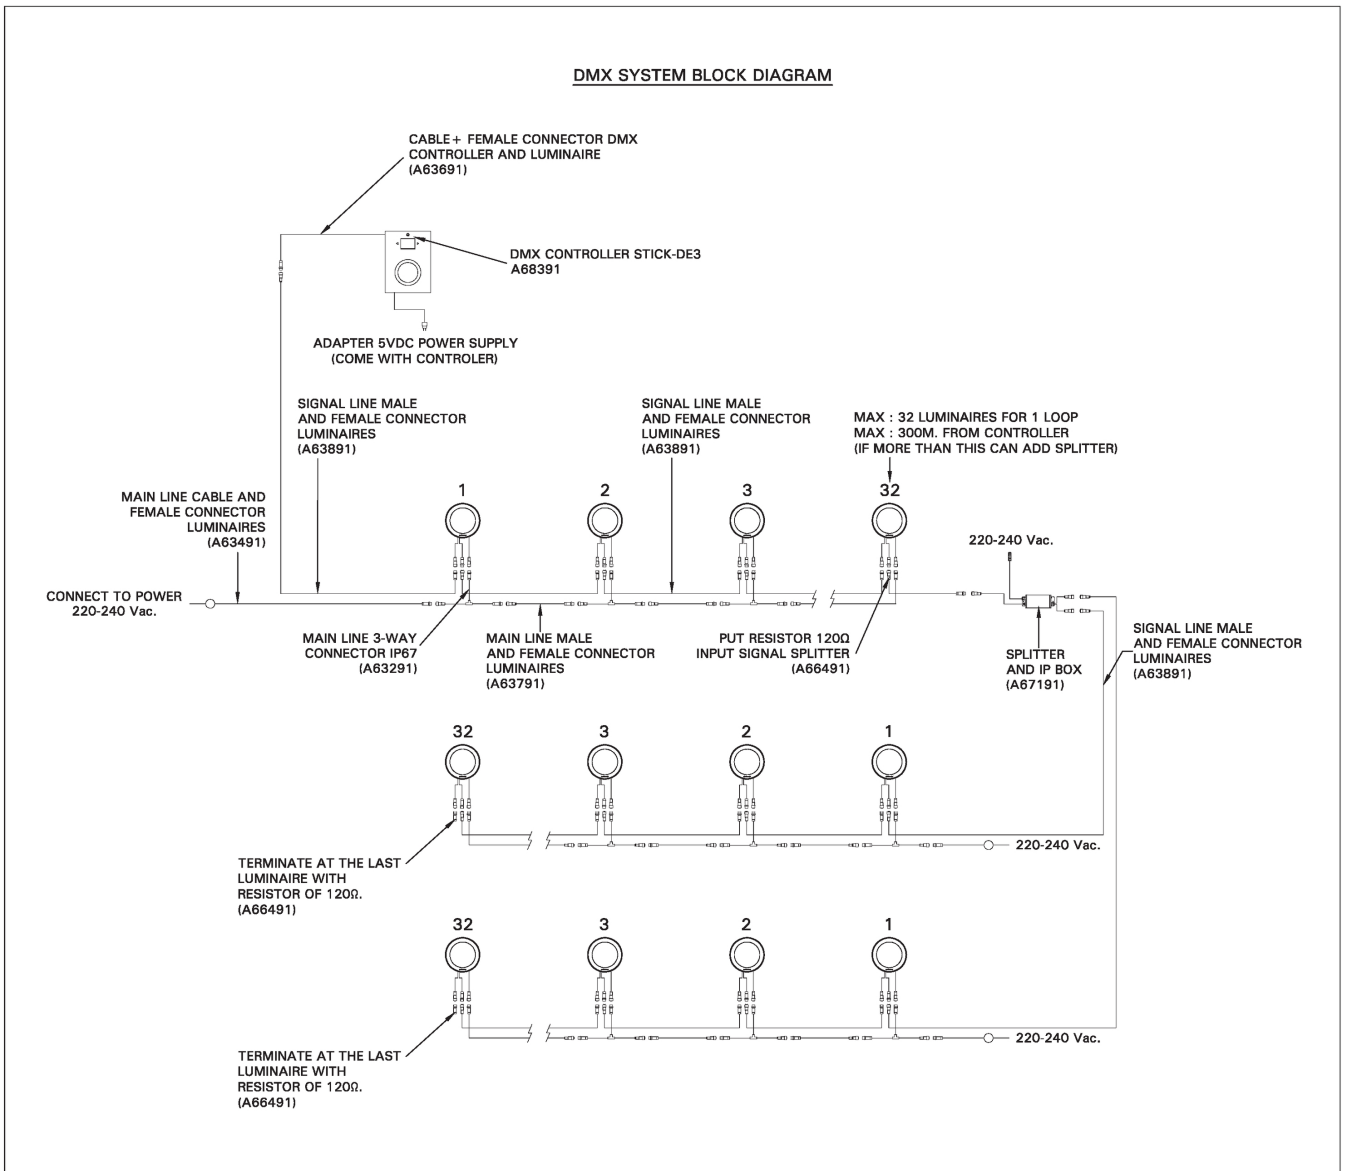 DMX SYSTEM BLOCK DIAGRAM
CABLE+ FEMALE CONNECTOR DMX
CONTROLLER AND LUMINAIRE
(A63691)
DMX CONTROLLER STICK-DE3
A68391
ADAPTER 5VDC POWER SUPPLY
(COME WITH CONTROLER)
SIGNAL LINE MALE
AND FEMALE CONNECTOR
LUMINAIRES
(A63891)
SIGNAL LINE MALE
AND FEMALE CONNECTOR
LUMINAIRES
(A63891)
MAX : 32 LUMINAIRES FOR 1 LOOP
MAX : 300M. FROM CONTROLLER
(IF MORE THAN THIS CAN ADD SPLITTER)
MAIN LINE CABLE AND
FEMALE CONNECTOR
LUMINAIRES
(A63491)
1
2
3
32
220-240 Vac.
CONNECT TO POWER
220-240 Vac.
MAIN LINE 3-WAY
CONNECTOR IP67
(A63291)
MAIN LINE MALE
AND FEMALE CONNECTOR
LUMINAIRES
(A63791)
PUT RESISTOR 120Ω
INPUT SIGNAL SPLITTER
(A66491)
SPLITTER
AND IP BOX
(A67191)
SIGNAL LINE MALE
AND FEMALE CONNECTOR
LUMINAIRES
(A63891)
32
3
2
1
220-240 Vac.
TERMINATE AT THE LAST
LUMINAIRE WITH
RESISTOR OF 120Ω.
(A66491)
32
3
2
1
220-240 Vac.
TERMINATE AT THE LAST
LUMINAIRE WITH
RESISTOR OF 120Ω.
(A66491)